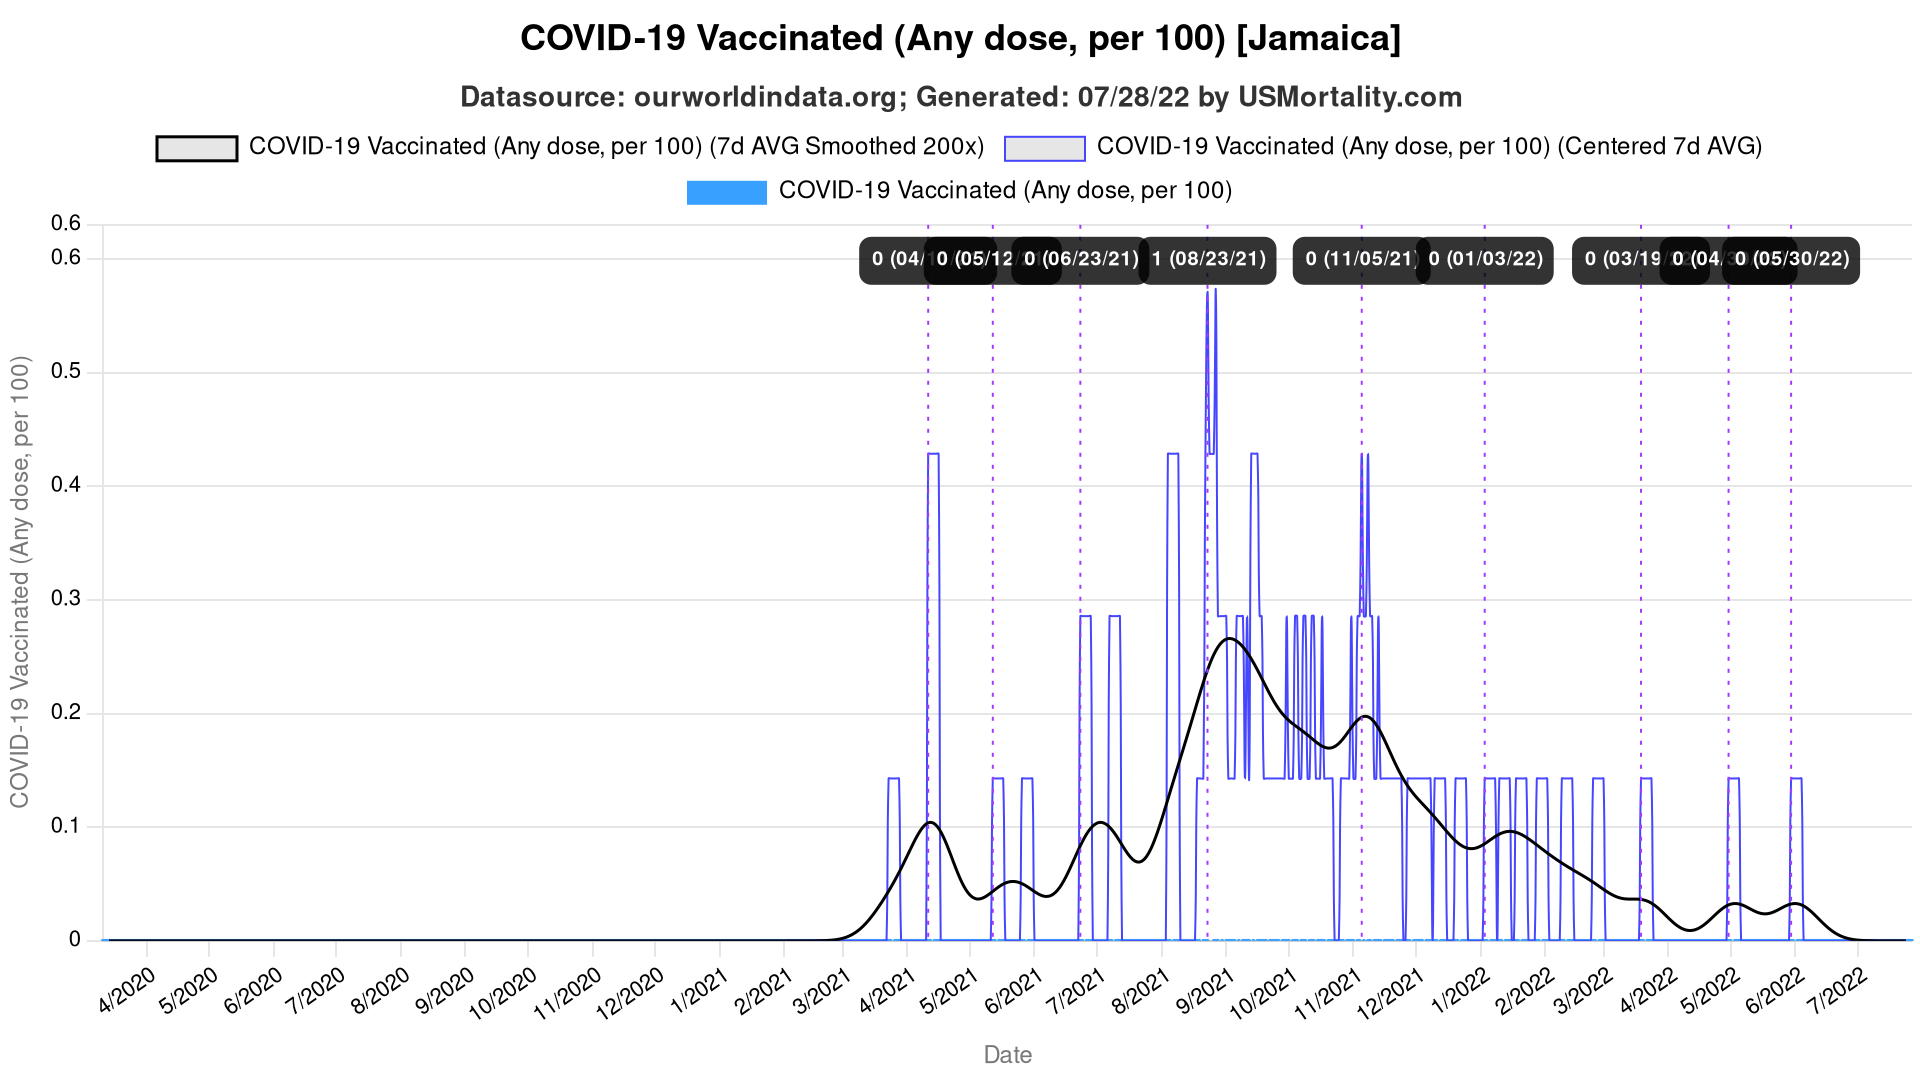 COVID-19 Vaccinated (Any dose, per 100) [Jamaica]
Datasource: ourworldindata.org; Generated: 07/28/22 by USMortality.com
COVID-19 Vaccinated (Any dose, per 100) (7d AVG Smoothed 200x) COVID-19 Vaccinated (Any dose, per 100) (Centered 7d AVG)
COVID-19 Vaccinated (Any dose, per 100)
0.6
0.6
0.5
0.4
0.3
0.2
0.1
0
COVID-19 Vaccinated (Any dose, per 100)
0 (04/ 0 (05/12 0 (06/23/21) 1 (08/23/21) 0 (11/05/21) 0 (01/03/22) 0 (03/19 0 (04/ 0 (05/30/22)
4/2020 5/2020 6/2020 7/2020 8/2020 9/2020 10/2020 11/2020 12/2020 1/2021 2/2021 3/2021 4/2021 5/2021 6/2021 7/2021 8/2021 9/2021 10/2021 11/2021 12/2021 1/2022 2/2022 3/2022 4/2022 5/2022 6/2022 7/2022
Date